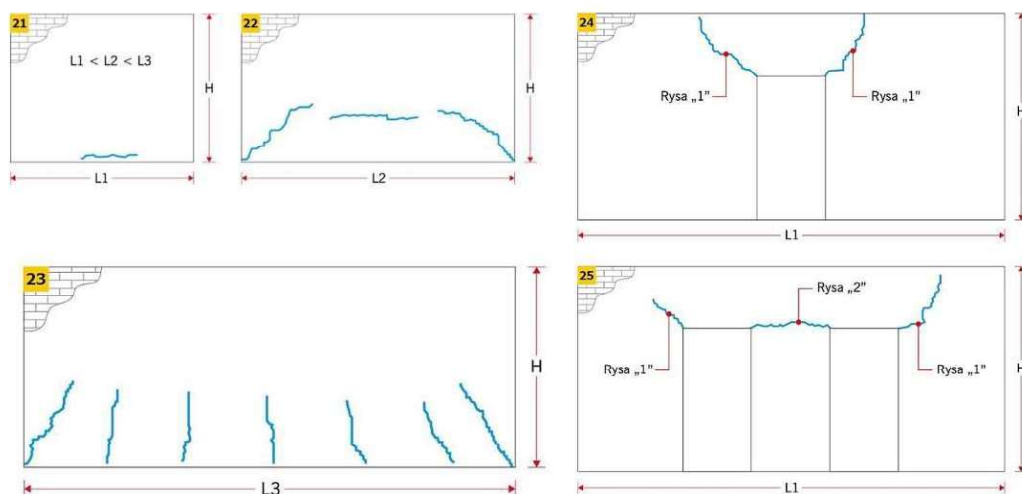 21
L1 < L2 < L3
H
L1
22
H
L2
24
Rysa „1”
Rysa „1”
H
L1
23
H
L3
25
Rysa „2”
Rysa „1”
Rysa „1”
H
L1